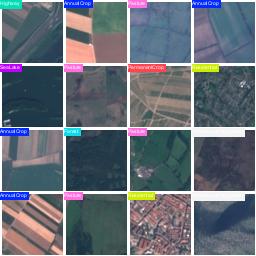 Highway
AnnualCrop
Pasture
AnnualCrop
SeaLake
Pasture
PermanentCrop
Residential
AnnualCrop
Forest
Pasture
AnnualCrop
Pasture
Residential